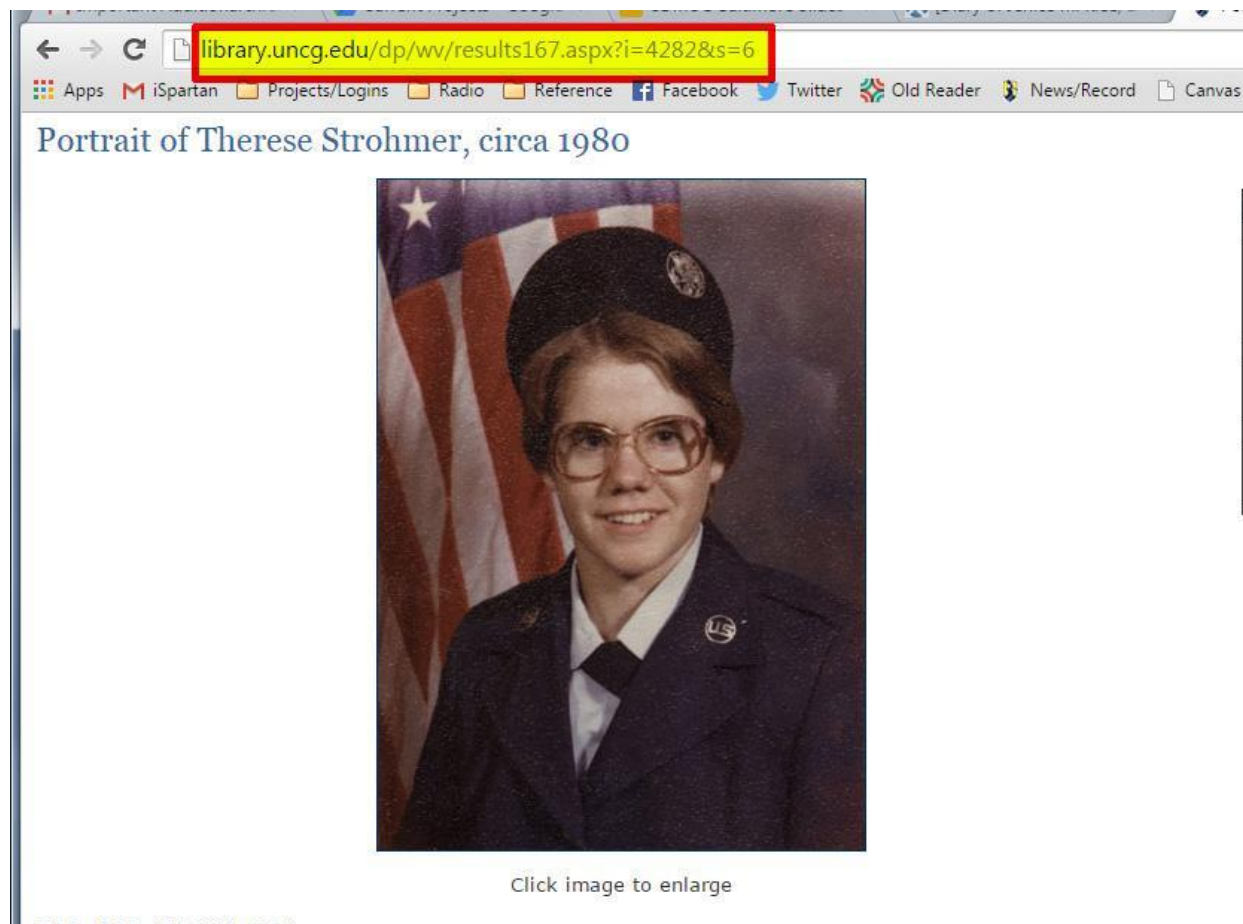 library.uncg.edu/dp/wv/results167.aspx?i=4282&s=6
Apps iSpartan Projects/Logins Radio Reference Facebook Twitter Old Reader News/Record Canvas
Portrait of Therese Strohmer, circa 1980
US
Click image to enlarge